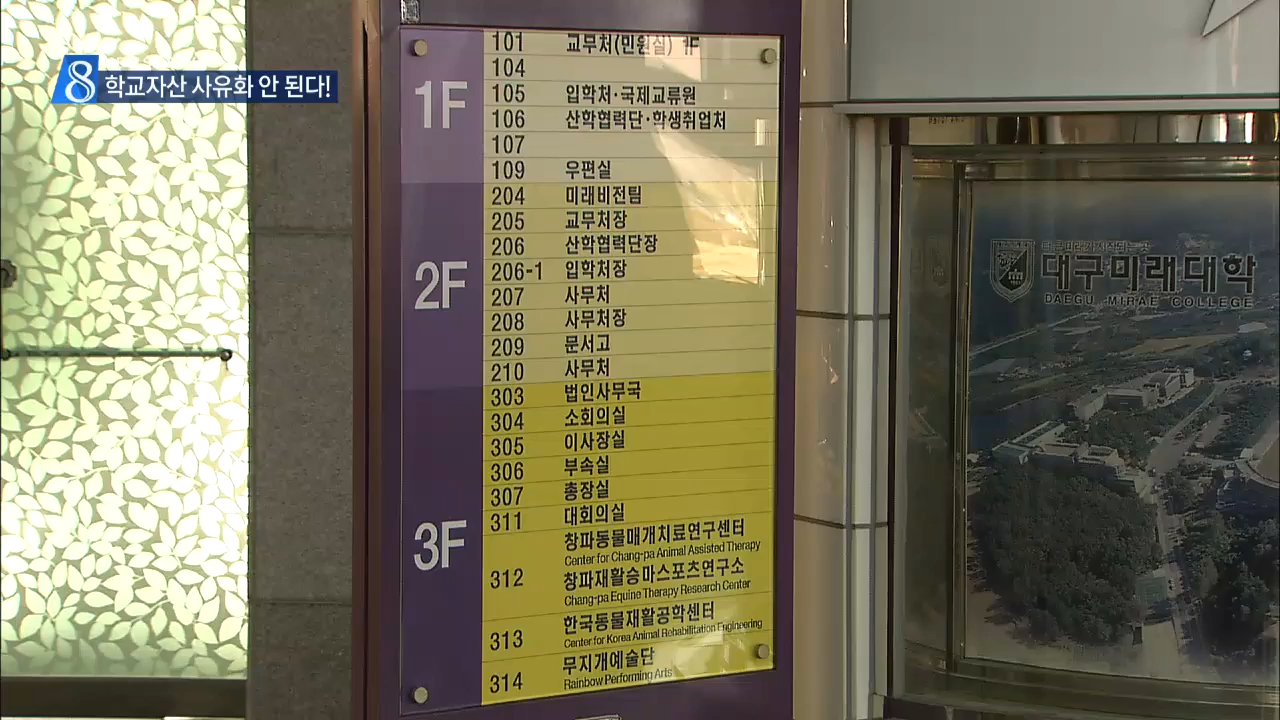 8 학교자산 사유화 안 된다!
1F
101 교무처(민원실) 1F
104
105 입학처·국제교류원
106 산학협력단·학생취업처
107
109 우편실
2F
204 미래비전팀
205 교무처장
206 산학협력단장
206-1 입학처장
207 사무처
208 사무처장
209 문서고
210 사무처
3F
303 법인사무국
304 소회의실
305 이사장실
306 부속실
307 총장실
311 대회의실
312 창파동물매개치료연구센터
Center for Chang-pa Animal Assisted Therapy
창파재활승마스포츠연구소
Chang-pa Equine Therapy Research Center
313 한국동물재활공학센터
Center for Korea Animal Rehabilitation Engineering
314 무지개예술단
Rainbow Performing Arts
대구미래대학
DAEGU MIRAE COLLEGE